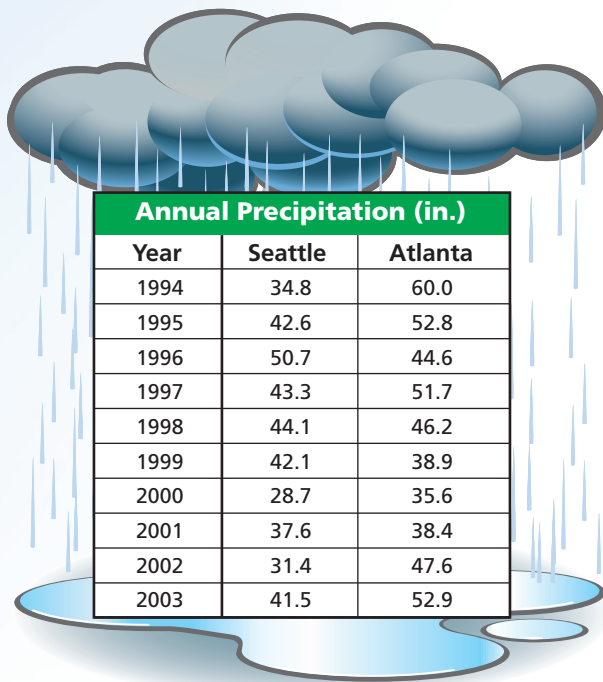 Annual Precipitation (in.)
Year Seattle Atlanta
1994 34.8 60.0
1995 42.6 52.8
1996 50.7 44.6
1997 43.3 51.7
1998 44.1 46.2
1999 42.1 38.9
2000 28.7 35.6
2001 37.6 38.4
2002 31.4 47.6
2003 41.5 52.9